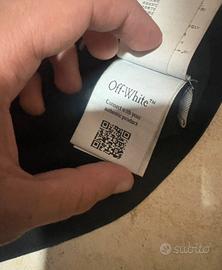 Off-White™
Connect with your
authentic product
subito